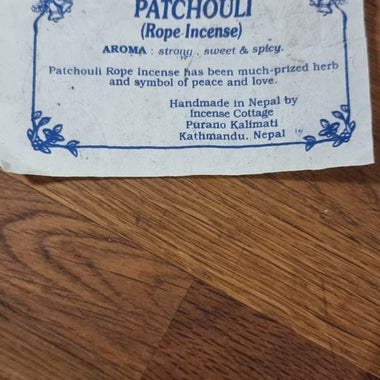 PATCHOULI
(Rope Incense)
AROMA : strong , sweet & spicy.
Patchouli Rope Incense has been much-prized herb
and symbol of peace and love.
Handmade in Nepal by
Incense Cottage
Purano Kalimati
Kathmandu, Nepal